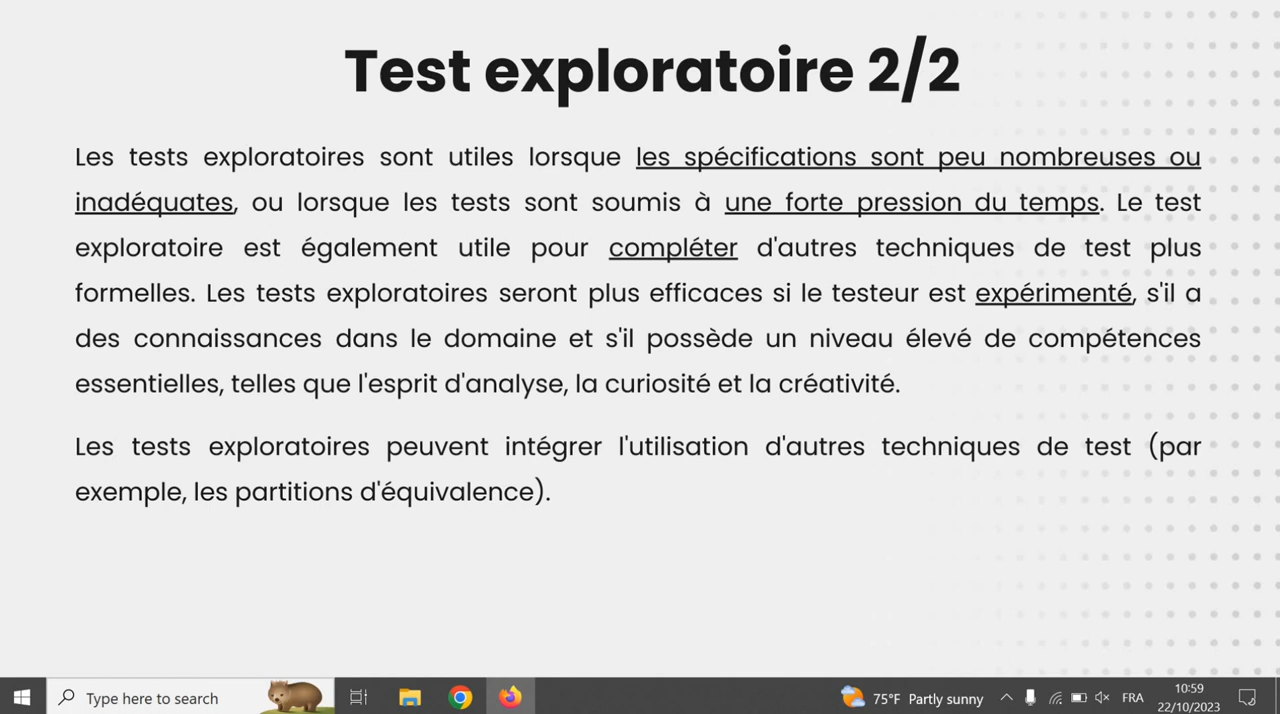 Test exploratoire 2/2
Les tests exploratoires sont utiles lorsque les spécifications sont peu nombreuses ou
inadéquates, ou lorsque les tests sont soumis à une forte pression du temps. Le test
exploratoire est également utile pour compléter d'autres techniques de test plus
formelles. Les tests exploratoires seront plus efficaces si le testeur est expérimenté, s'il a
des connaissances dans le domaine et s'il possède un niveau élevé de compétences
essentielles, telles que l'esprit d'analyse, la curiosité et la créativité.
Les tests exploratoires peuvent intégrer l'utilisation d'autres techniques de test (par
exemple, les partitions d'équivalence).
Type here to search
75°F Partly sunny
FRA
10:59
22/10/2023